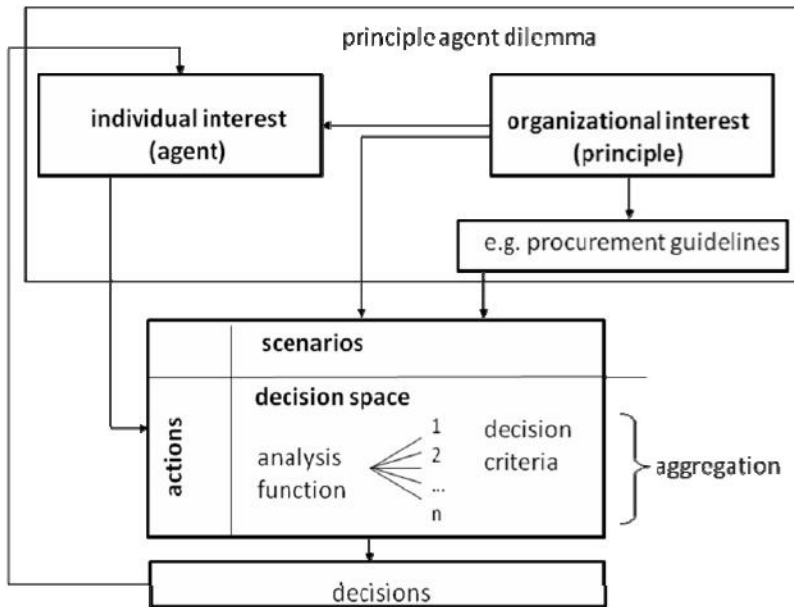 principle agent dilemma
individual interest
(agent)
organizational interest
(principle)
e.g. procurement guidelines
scenarios
decision space
actions
analysis
function
1
2
...
n
decision
criteria
aggregation
decisions